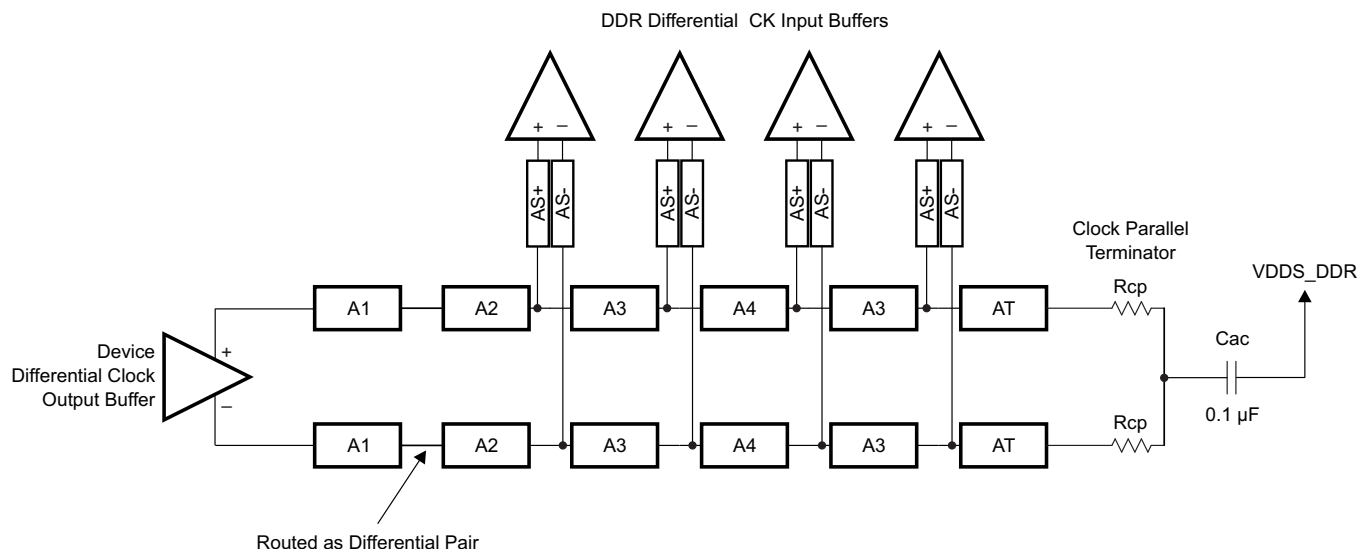 DDR Differential CK Input Buffers
+ –
+ –
+ –
+ –
AS+
AS-
AS+
AS-
AS+
AS-
AS+
AS-
Clock Parallel
Terminator
VDDS_DDR
A1
A2
A3
A4
A3
AT
Rcp
Device
Differential Clock
Output Buffer
+
–
Cac
0.1 µF
A1
A2
A3
A4
A3
AT
Rcp
Routed as Differential Pair